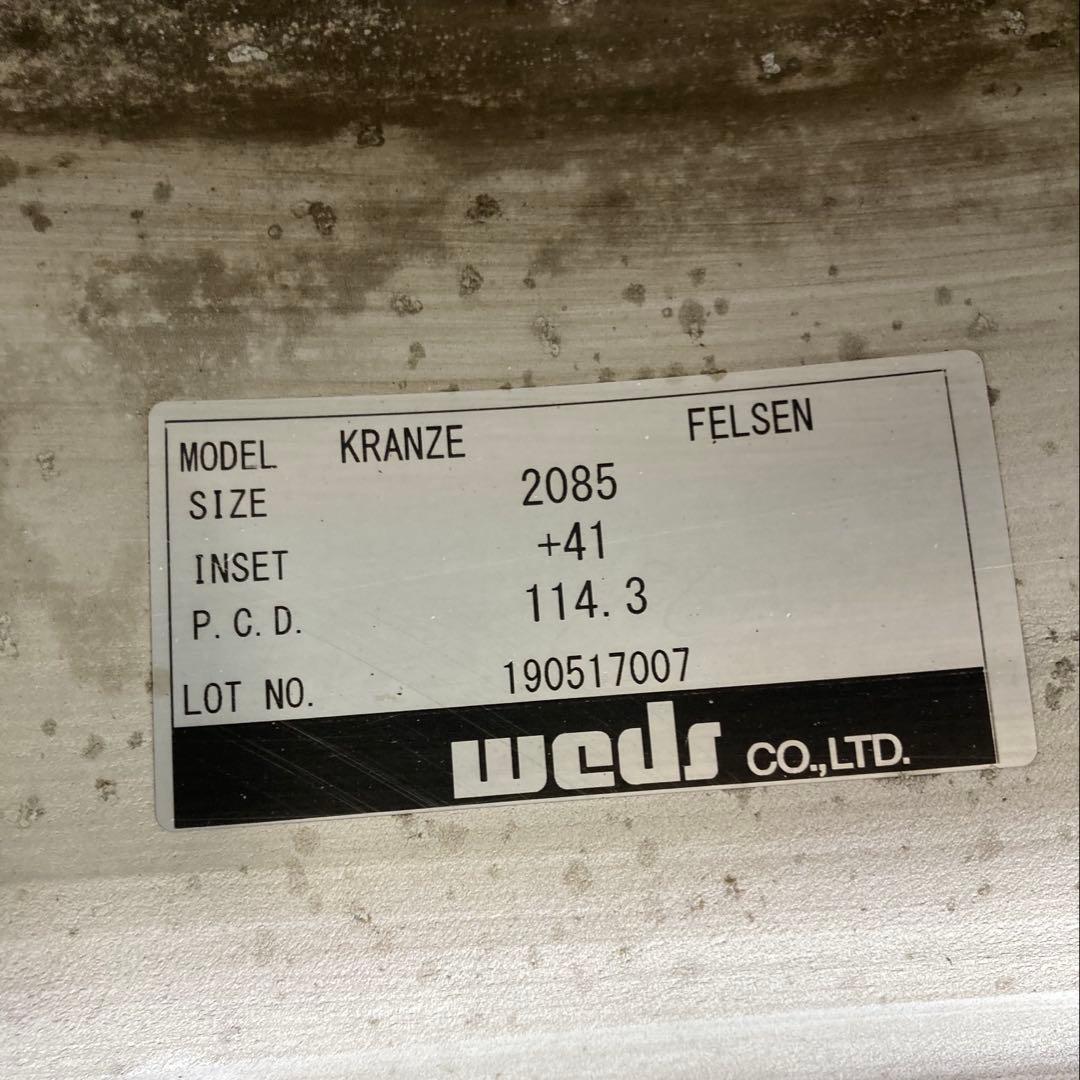 MODEL KRANZE FELSEN
SIZE 2085
INSET +41
P.C.D. 114.3
LOT NO. 190517007
weds CO.,LTD.